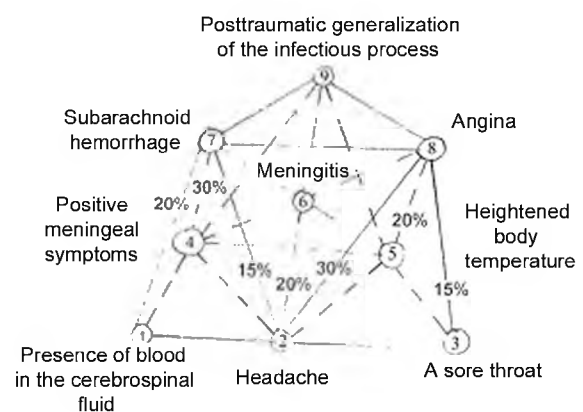 Posttraumatic generalization
of the infectious process
9
Subarachnoid
hemorrhage
7
Angina
8
Meningitis
6
30%
20%
20%
Positive
meningeal
symptoms
4
5
Heightened
body
temperature
15%
20%
30%
15%
1
2
3
Presence of blood
in the cerebrospinal
fluid
Headache
A sore throat